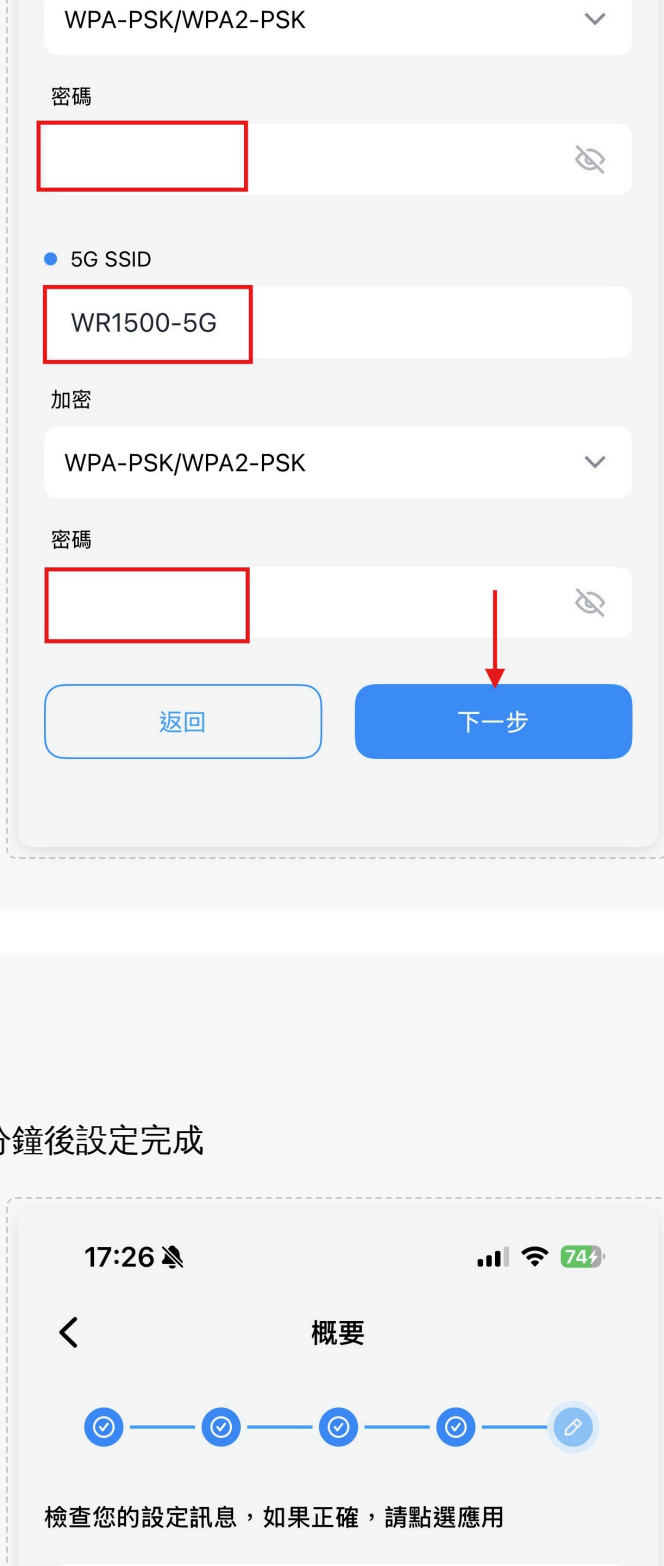 WPA-PSK/WPA2-PSK
密碼
5G SSID
WR1500-5G
加密
WPA-PSK/WPA2-PSK
密碼
返回 下一步
鐘後設定完成
17:26 74
概要
檢查您的設定訊息，如果正確，請點選應用